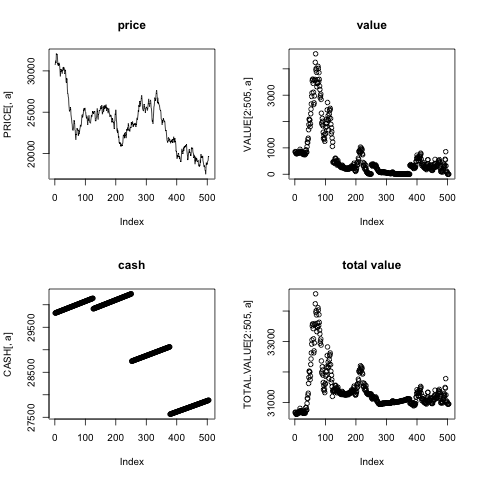 price
PRICE[, a]
20000 25000 30000
0 100 200 300 400 500
Index
value
VALUE[2:505, a]
0 1000 3000
0 100 200 300 400 500
Index
cash
CASH[, a]
27500 28500 29500
0 100 200 300 400 500
Index
total value
TOTAL.VALUE[2:505, a]
31000 33000
0 100 200 300 400 500
Index